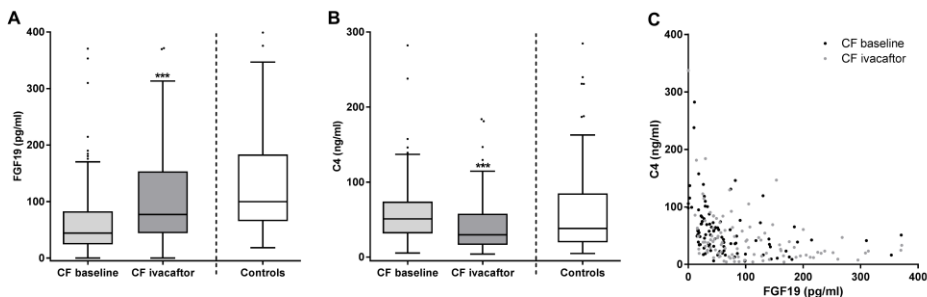 A
FGF19 (pg/ml)
400
300
200
100
0
***
CF baseline CF ivacaftor Controls
B
C4 (ng/ml)
300
200
100
0
***
CF baseline CF ivacaftor Controls
C
CF baseline
CF ivacaftor
C4 (ng/ml)
400
300
200
100
0
0 100 200 300 400
FGF19 (pg/ml)